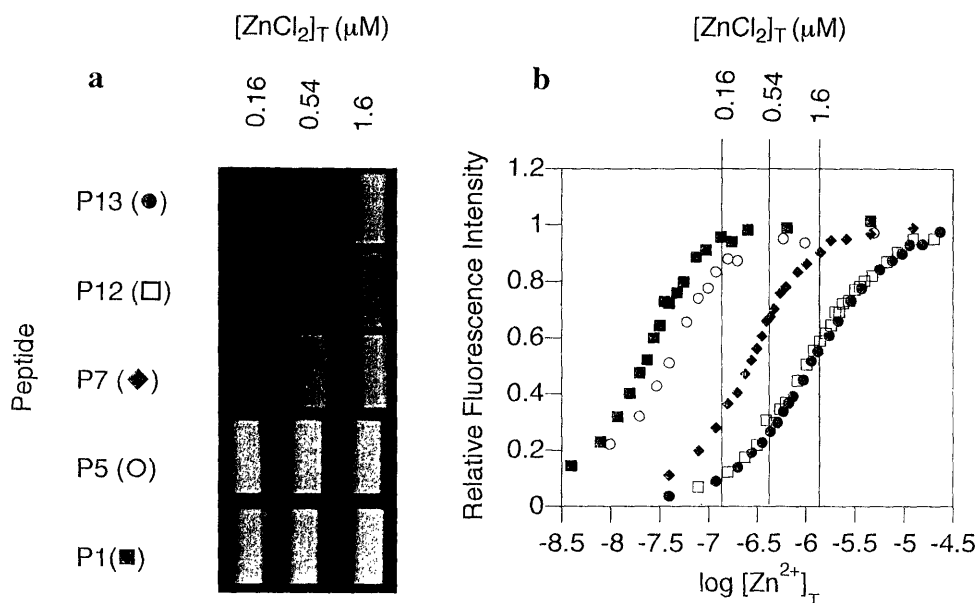 [ZnCl₂]T (μM)
a
0.16
0.54
1.6
Peptide
P13 (●)
P12 (□)
P7 (◆)
P5 (○)
P1(■)
[ZnCl₂]T (μM)
b
0.16
0.54
1.6
Relative Fluorescence Intensity
1.2
1
0.8
0.6
0.4
0.2
0
-8.5 -8 -7.5 -7 -6.5 -6 -5.5 -5 -4.5
log [Zn²⁺]T